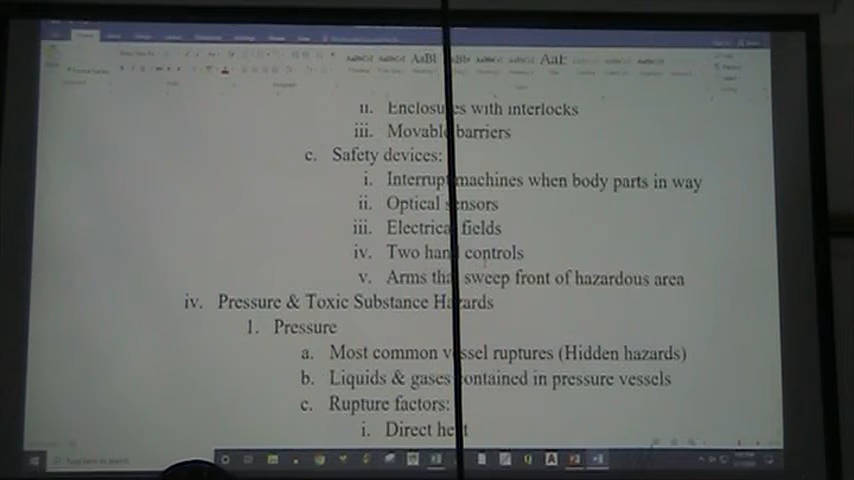 ii. Enclosures with interlocks
iii. Movable barriers
c. Safety devices:
i. Interrupt machines when body parts in way
ii. Optical sensors
iii. Electrical fields
iv. Two hand controls
v. Arms that sweep front of hazardous area
iv. Pressure & Toxic Substance Hazards
1. Pressure
a. Most common vessel ruptures (Hidden hazards)
b. Liquids & gases contained in pressure vessels
c. Rupture factors:
i. Direct heat